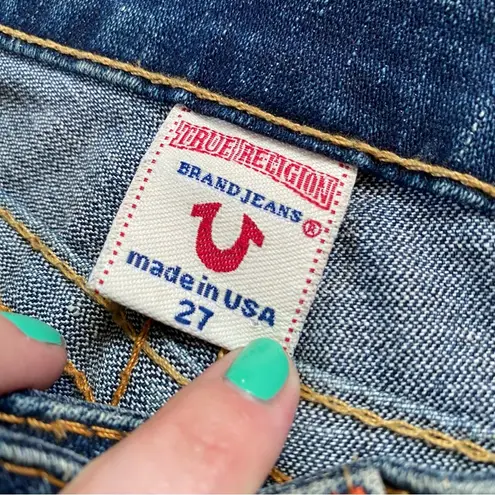 TRUE RELIGION
BRAND JEANS
®
made in USA
27